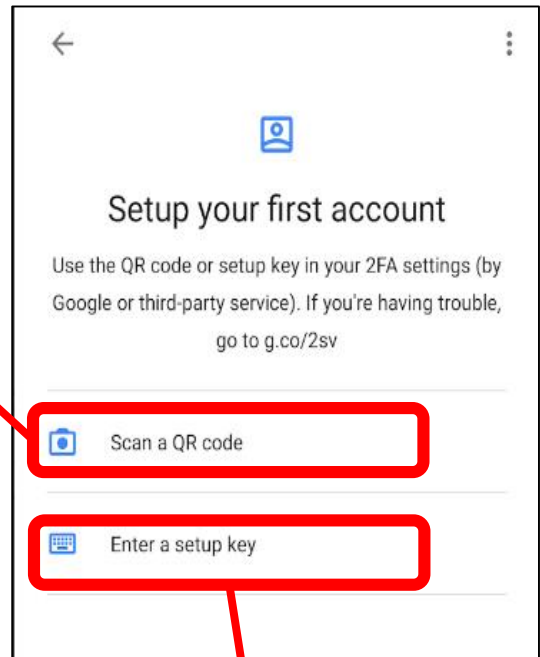 Setup your first account
Use the QR code or setup key in your 2FA settings (by
Google or third-party service). If you're having trouble,
go to g.co/2sv
Scan a QR code
Enter a setup key